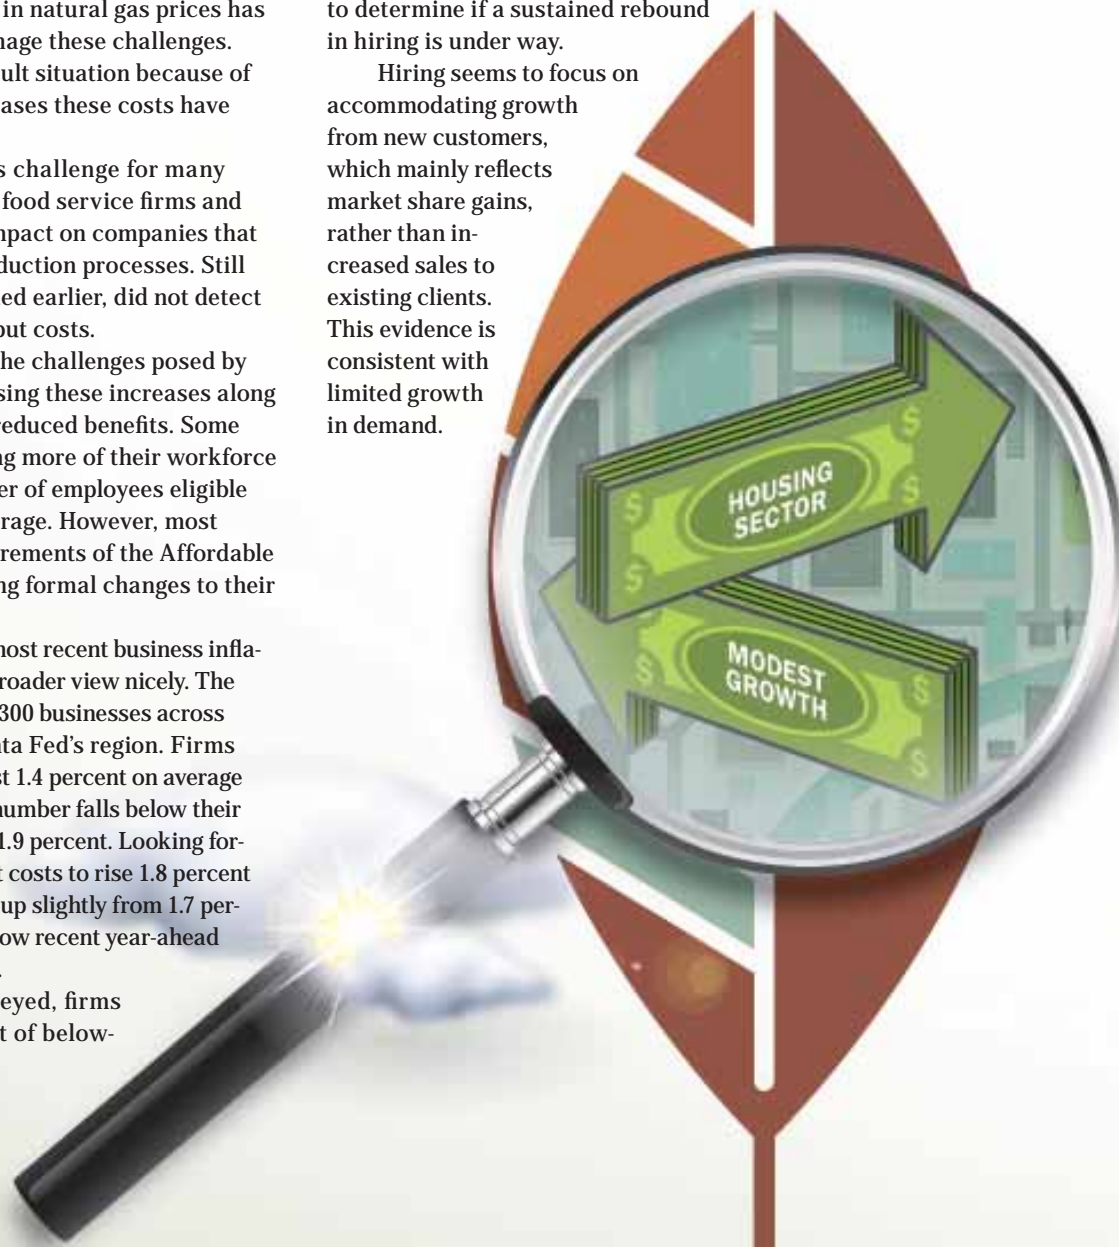 in natural gas prices has
nage these challenges.
ult situation because of
ases these costs have
s challenge for many
food service firms and
mpact on companies that
duction processes. Still
ed earlier, did not detect
out costs.
he challenges posed by
sing these increases along
reduced benefits. Some
ng more of their workforce
er of employees eligible
rage. However, most
rements of the Affordable
ng formal changes to their
nost recent business infla-
roader view nicely. The
300 businesses across
nta Fed's region. Firms
st 1.4 percent on average
number falls below their
1.9 percent. Looking for-
t costs to rise 1.8 percent
up slightly from 1.7 per-
low recent year-ahead
eyed, firms
t of below-
to determine if a sustained rebound
in hiring is under way.
Hiring seems to focus on
accommodating growth
from new customers,
which mainly reflects
market share gains,
rather than in-
creased sales to
existing clients.
This evidence is
consistent with
limited growth
in demand.
HOUSING
SECTOR
MODEST
GROWTH